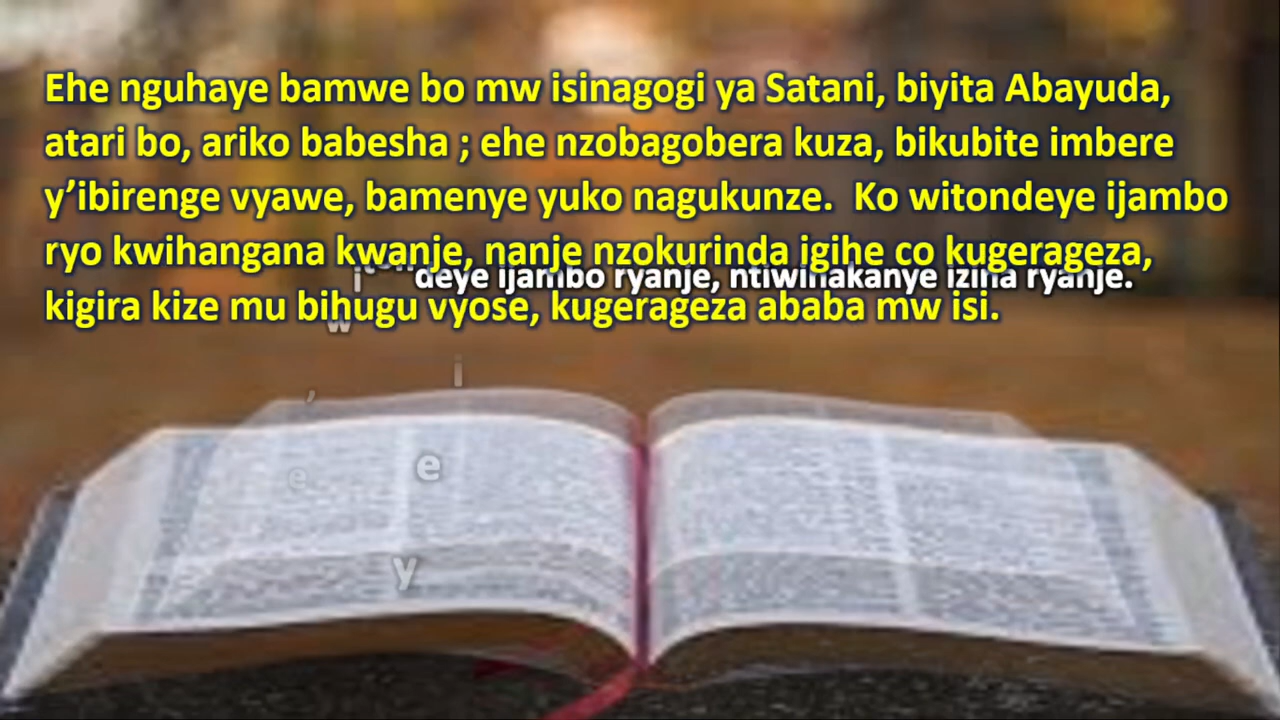 Ehe nguhaye bamwe bo mw isinagogi ya Satani, biyita Abayuda,
atari bo, ariko babesha ; ehe nzobagobera kuza, bikubite imbere
y’ibirenge vyawe, bamenye yuko nagukunze. Ko witondeye ijambo
ryo kwihangana kwanje, nanje nzokurinda igihe co kugerageza,
deye ijambo ryanje, ntiwihakanye izina ryanje.
kigira kize mu bihugu vyose, kugerageza ababa mw isi.